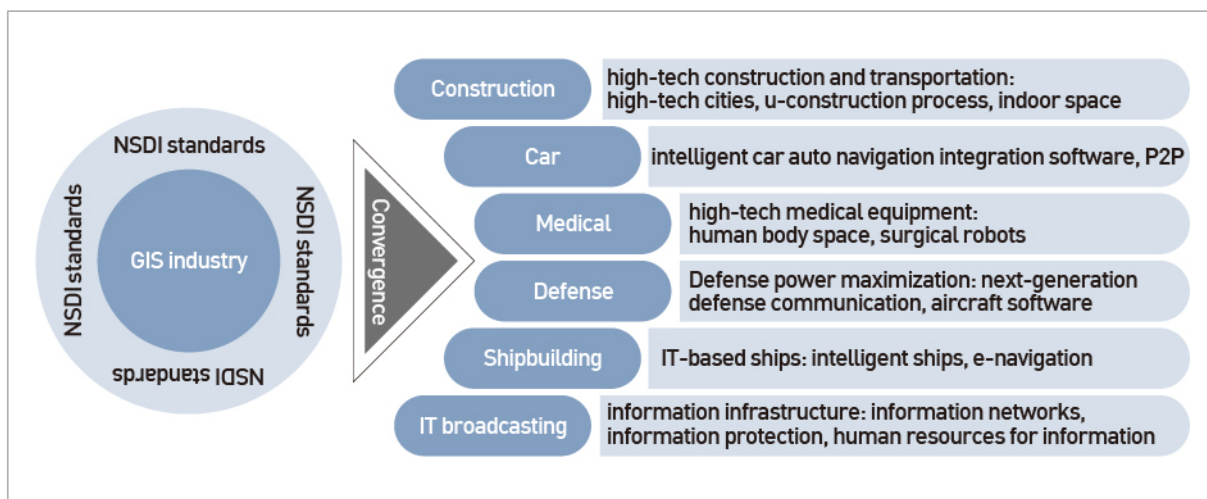 NSDI standards
NSDI standards
GIS industry
NSDI standards
NSDI standards
Convergence
Construction
high-tech construction and transportation:
high-tech cities, u-construction process, indoor space
Car
intelligent car auto navigation integration software, P2P
Medical
high-tech medical equipment:
human body space, surgical robots
Defense
Defense power maximization: next-generation
defense communication, aircraft software
Shipbuilding
IT-based ships: intelligent ships, e-navigation
IT broadcasting
information infrastructure: information networks,
information protection, human resources for information